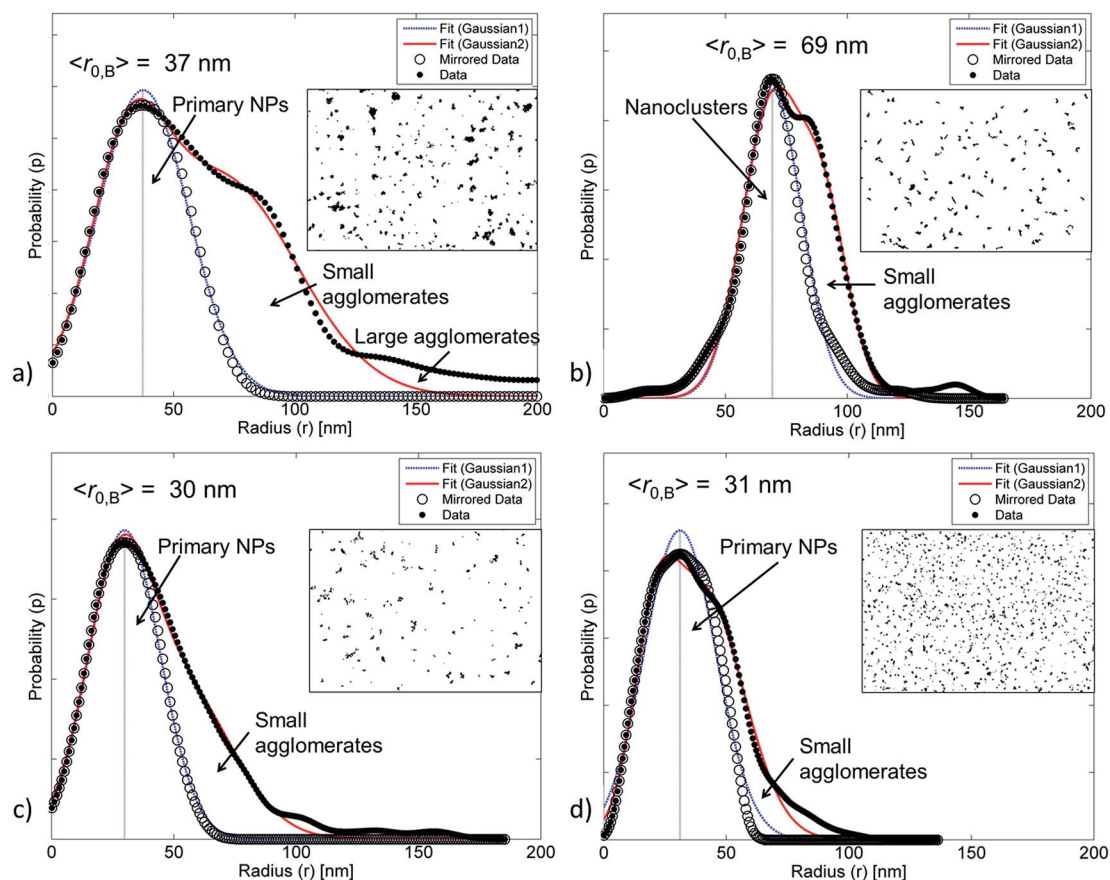 Fit (Gaussian1)
Fit (Gaussian2)
Mirrored Data
Data
<r0,B> = 37 nm
Primary NPs
Small
agglomerates
Large agglomerates
Probability (p)
a)
0 50 100 150 200
Radius (r) [nm]
Fit (Gaussian1)
Fit (Gaussian2)
Mirrored Data
Data
<r0,B> = 69 nm
Nanoclusters
Small
agglomerates
Probability (p)
b)
0 50 100 150 200
Radius (r) [nm]
Fit (Gaussian1)
Fit (Gaussian2)
Mirrored Data
Data
<r0,B> = 30 nm
Primary NPs
Small
agglomerates
Probability (p)
c)
0 50 100 150 200
Radius (r) [nm]
Fit (Gaussian1)
Fit (Gaussian2)
Mirrored Data
Data
<r0,B> = 31 nm
Primary NPs
Small
agglomerates
Probability (p)
d)
0 50 100 150 200
Radius (r) [nm]